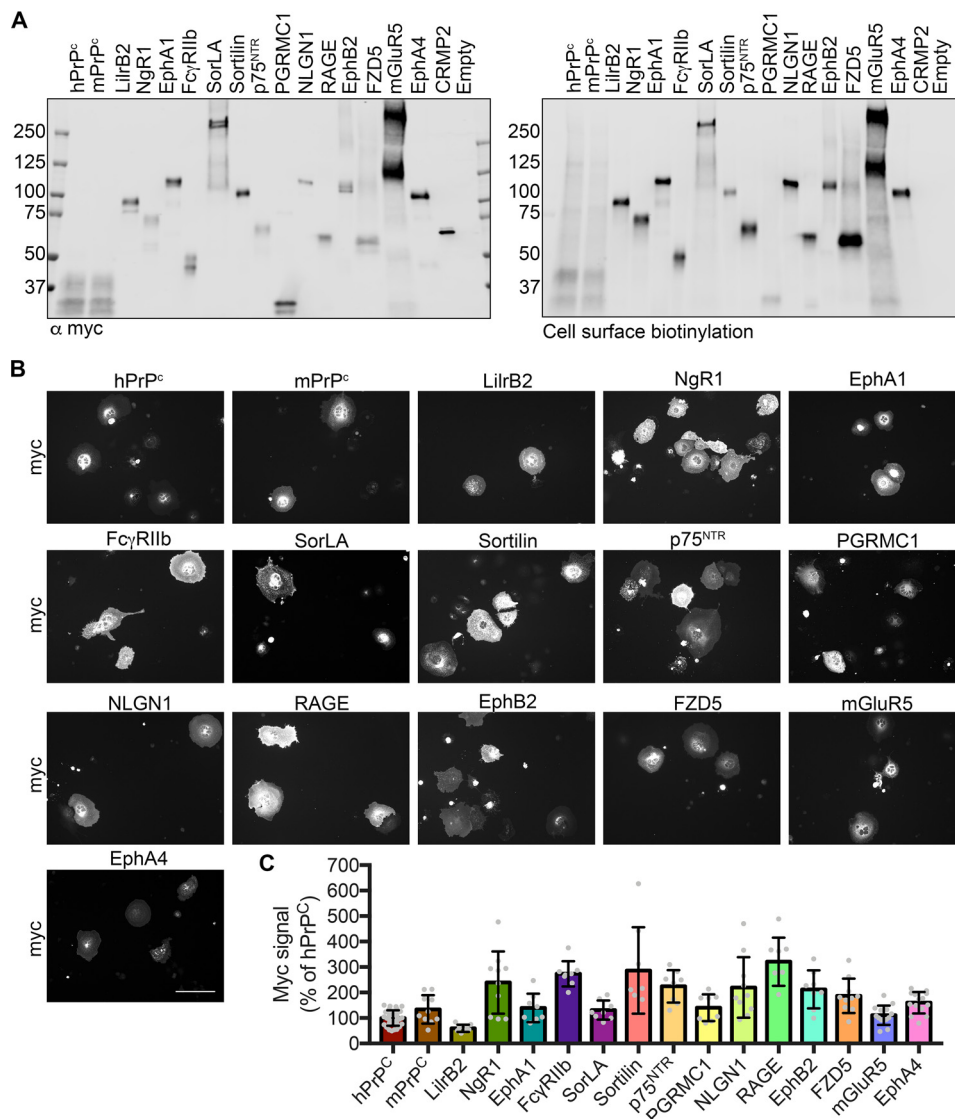 A
hPrPᶜ
mPrPᶜ
LilrB2
NgR1
EphA1
FcγRIIb
SorLA
Sortilin
p75ᴺᵀᴿ
PGRMC1
NLGN1
RAGE
EphB2
FZD5
mGluR5
EphA4
CRMP2
Empty
250
125
100
75
50
37
α myc
hPrPᶜ
mPrPᶜ
LilrB2
NgR1
EphA1
FcγRIIb
SorLA
Sortilin
p75ᴺᵀᴿ
PGRMC1
NLGN1
RAGE
EphB2
FZD5
mGluR5
EphA4
CRMP2
Empty
250
125
100
75
50
37
Cell surface biotinylation
B
hPrPᶜ mPrPᶜ LilrB2 NgR1 EphA1
myc
FcγRIIb SorLA Sortilin p75ᴺᵀᴿ PGRMC1
myc
NLGN1 RAGE EphB2 FZD5 mGluR5
myc
EphA4
myc
C
Myc signal
(% of hPrPᶜ)
700
600
500
400
300
200
100
0
hPrPᶜ
mPrPᶜ
LilrB2
NgR1
EphA1
FcγRIIb
SorLA
Sortilin
p75ᴺᵀᴿ
PGRMC1
NLGN1
RAGE
EphB2
FZD5
mGluR5
EphA4